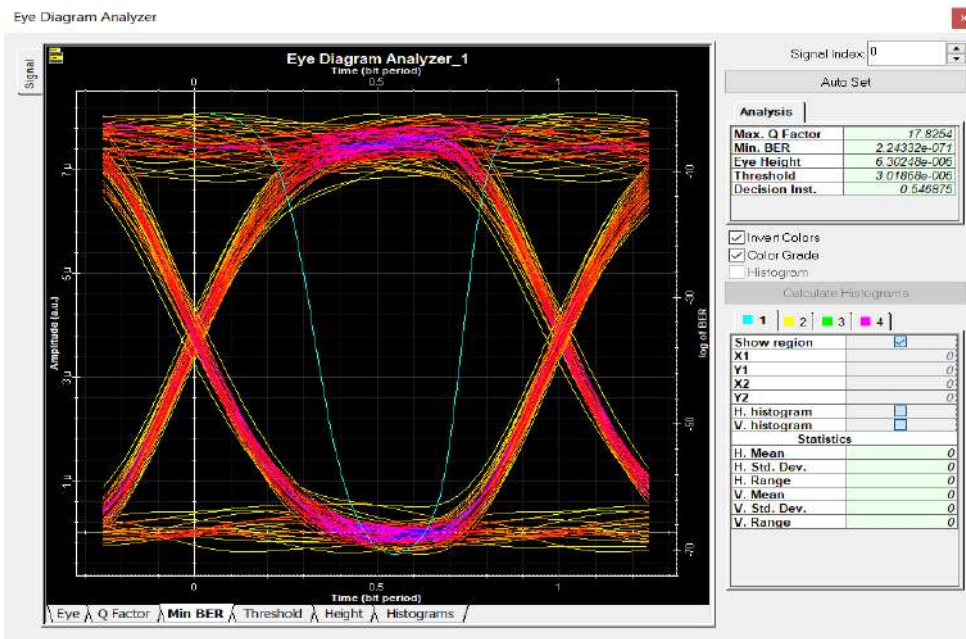 Eye Diagram Analyzer
Signal
Eye Diagram Analyzer_1
Time (bit period)
0 0.5 1
Amplitude (a.u.)
7µ
5µ
3µ
1µ
log of BER
-10
-30
-50
-70
0 0.5 1
Time (bit period)
Eye Q Factor Min BER Threshold Height Histograms
Signal Index: 0
Auto Set
Analysis
Max. Q Factor 17.8254
Min. BER 2.24332e-071
Eye Height 6.30248e-006
Threshold 3.01868e-006
Decision Inst. 0.546875
Invert Colors
Color Grade
Histogram
Calculate Histograms
1 2 3 4
Show region
X1 0
Y1 0
X2 0
Y2 0
H. histogram
V. histogram
Statistics
H. Mean 0
H. Std. Dev. 0
H. Range 0
V. Mean 0
V. Std. Dev. 0
V. Range 0